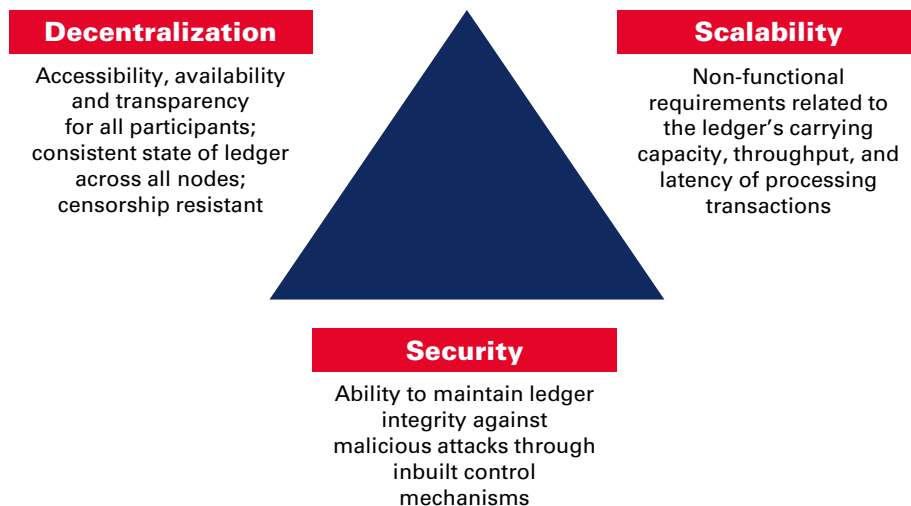 Decentralization
Accessibility, availability
and transparency
for all participants;
consistent state of ledger
across all nodes;
censorship resistant
Scalability
Non-functional
requirements related to
the ledger’s carrying
capacity, throughput, and
latency of processing
transactions
Security
Ability to maintain ledger
integrity against
malicious attacks through
inbuilt control
mechanisms